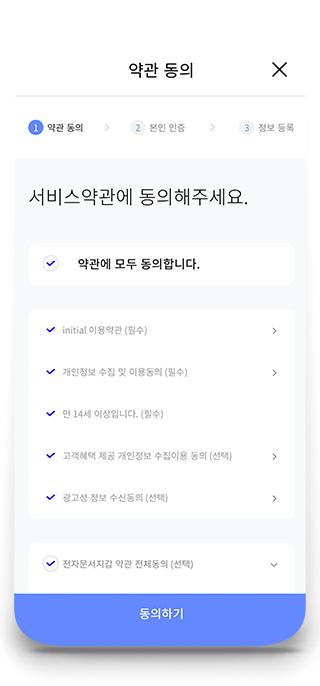 약관 동의
1 약관 동의 2 본인 인증 3 정보 등록
서비스약관에 동의해주세요.
약관에 모두 동의합니다.
initial 이용약관 (필수)
개인정보 수집 및 이용동의 (필수)
만 14세 이상입니다. (필수)
고객혜택 제공 개인정보 수집이용 동의 (선택)
광고성 정보 수신동의 (선택)
전자문서지갑 약관 전체동의 (선택)
동의하기